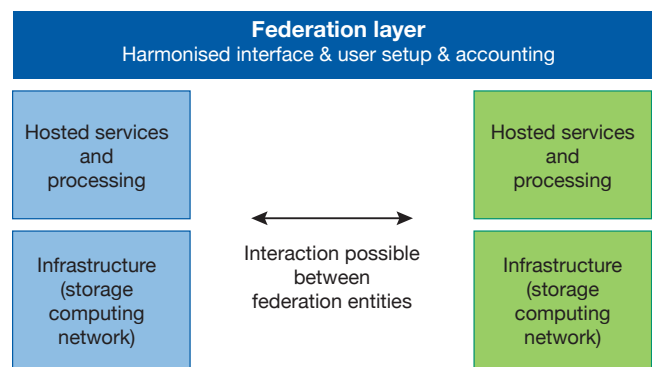 Federation layer
Harmonised interface & user setup & accounting
Hosted services
and
processing
Hosted services
and
processing
Interaction possible
between
federation entities
Infrastructure
(storage
computing
network)
Infrastructure
(storage
computing
network)